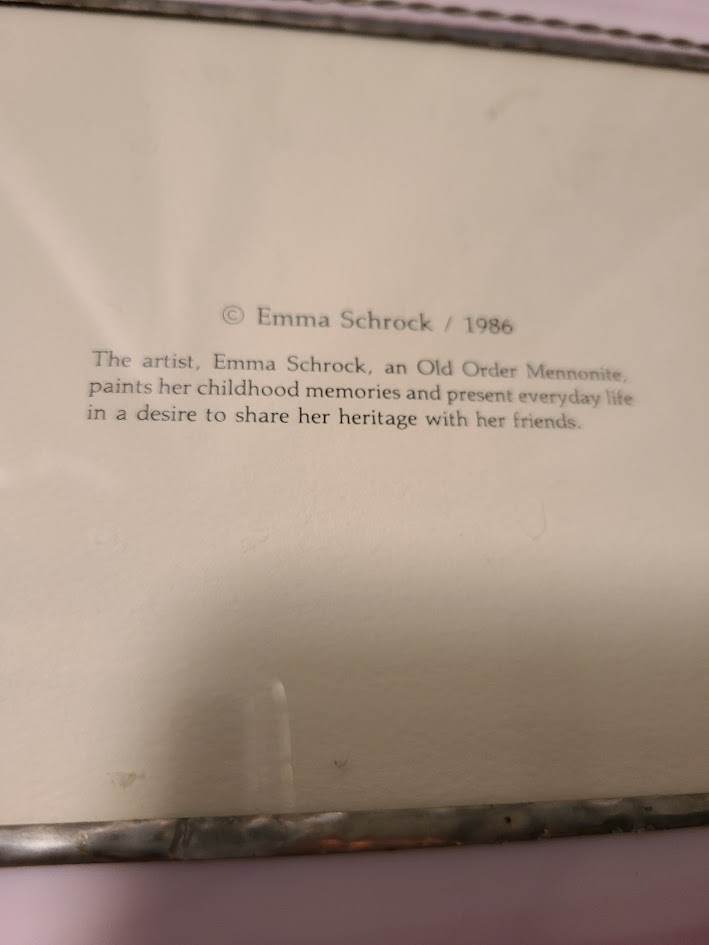 © Emma Schrock / 1986
The artist, Emma Schrock, an Old Order Mennonite,
paints her childhood memories and present everyday life
in a desire to share her heritage with her friends.